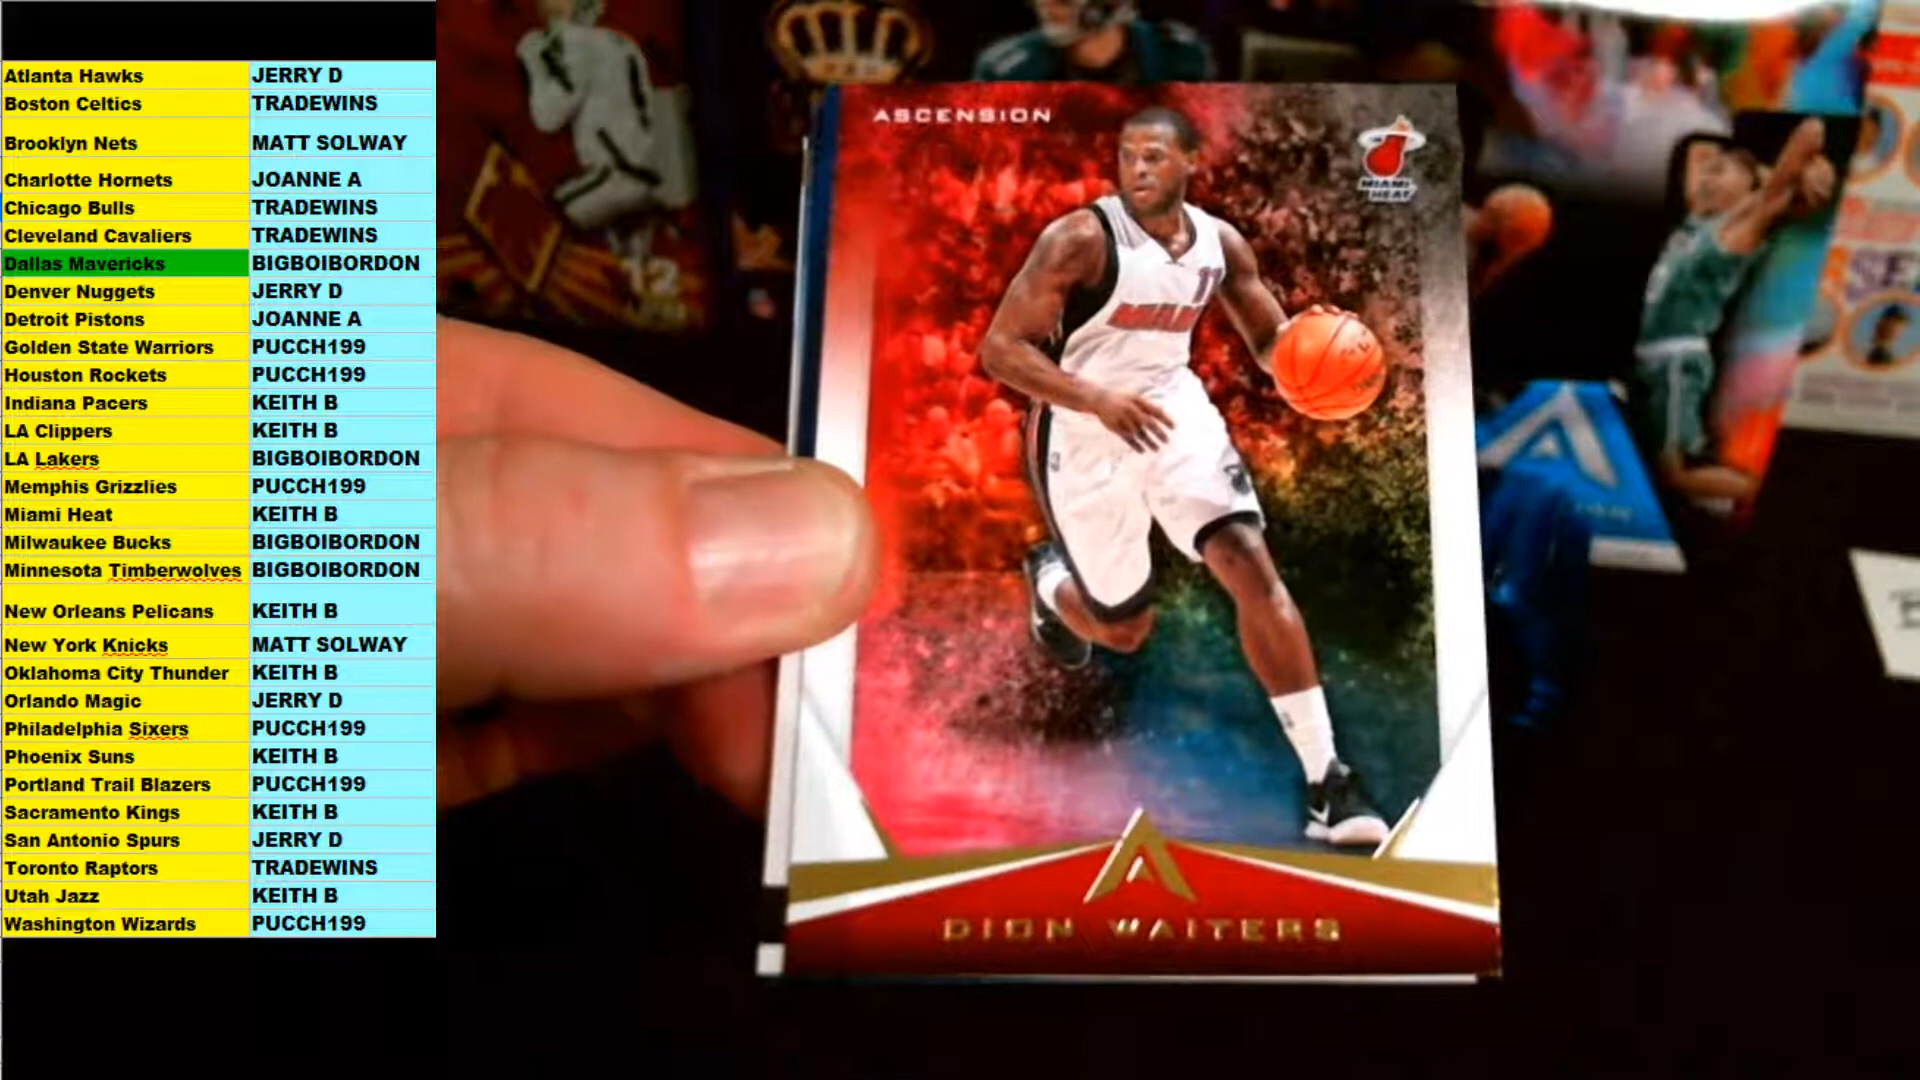 Atlanta Hawks JERRY D
Boston Celtics TRADEWINS
Brooklyn Nets MATT SOLWAY
Charlotte Hornets JOANNE A
Chicago Bulls TRADEWINS
Cleveland Cavaliers TRADEWINS
Dallas Mavericks BIGBOIBORDON
Denver Nuggets JERRY D
Detroit Pistons JOANNE A
Golden State Warriors PUCCH199
Houston Rockets PUCCH199
Indiana Pacers KEITH B
LA Clippers KEITH B
LA Lakers BIGBOIBORDON
Memphis Grizzlies PUCCH199
Miami Heat KEITH B
Milwaukee Bucks BIGBOIBORDON
Minnesota Timberwolves BIGBOIBORDON
New Orleans Pelicans KEITH B
New York Knicks MATT SOLWAY
Oklahoma City Thunder KEITH B
Orlando Magic JERRY D
Philadelphia Sixers PUCCH199
Phoenix Suns KEITH B
Portland Trail Blazers PUCCH199
Sacramento Kings KEITH B
San Antonio Spurs JERRY D
Toronto Raptors TRADEWINS
Utah Jazz KEITH B
Washington Wizards PUCCH199
ASCENSION
MIAMI
HEAT
11
MIAMI
DION WAITERS
12